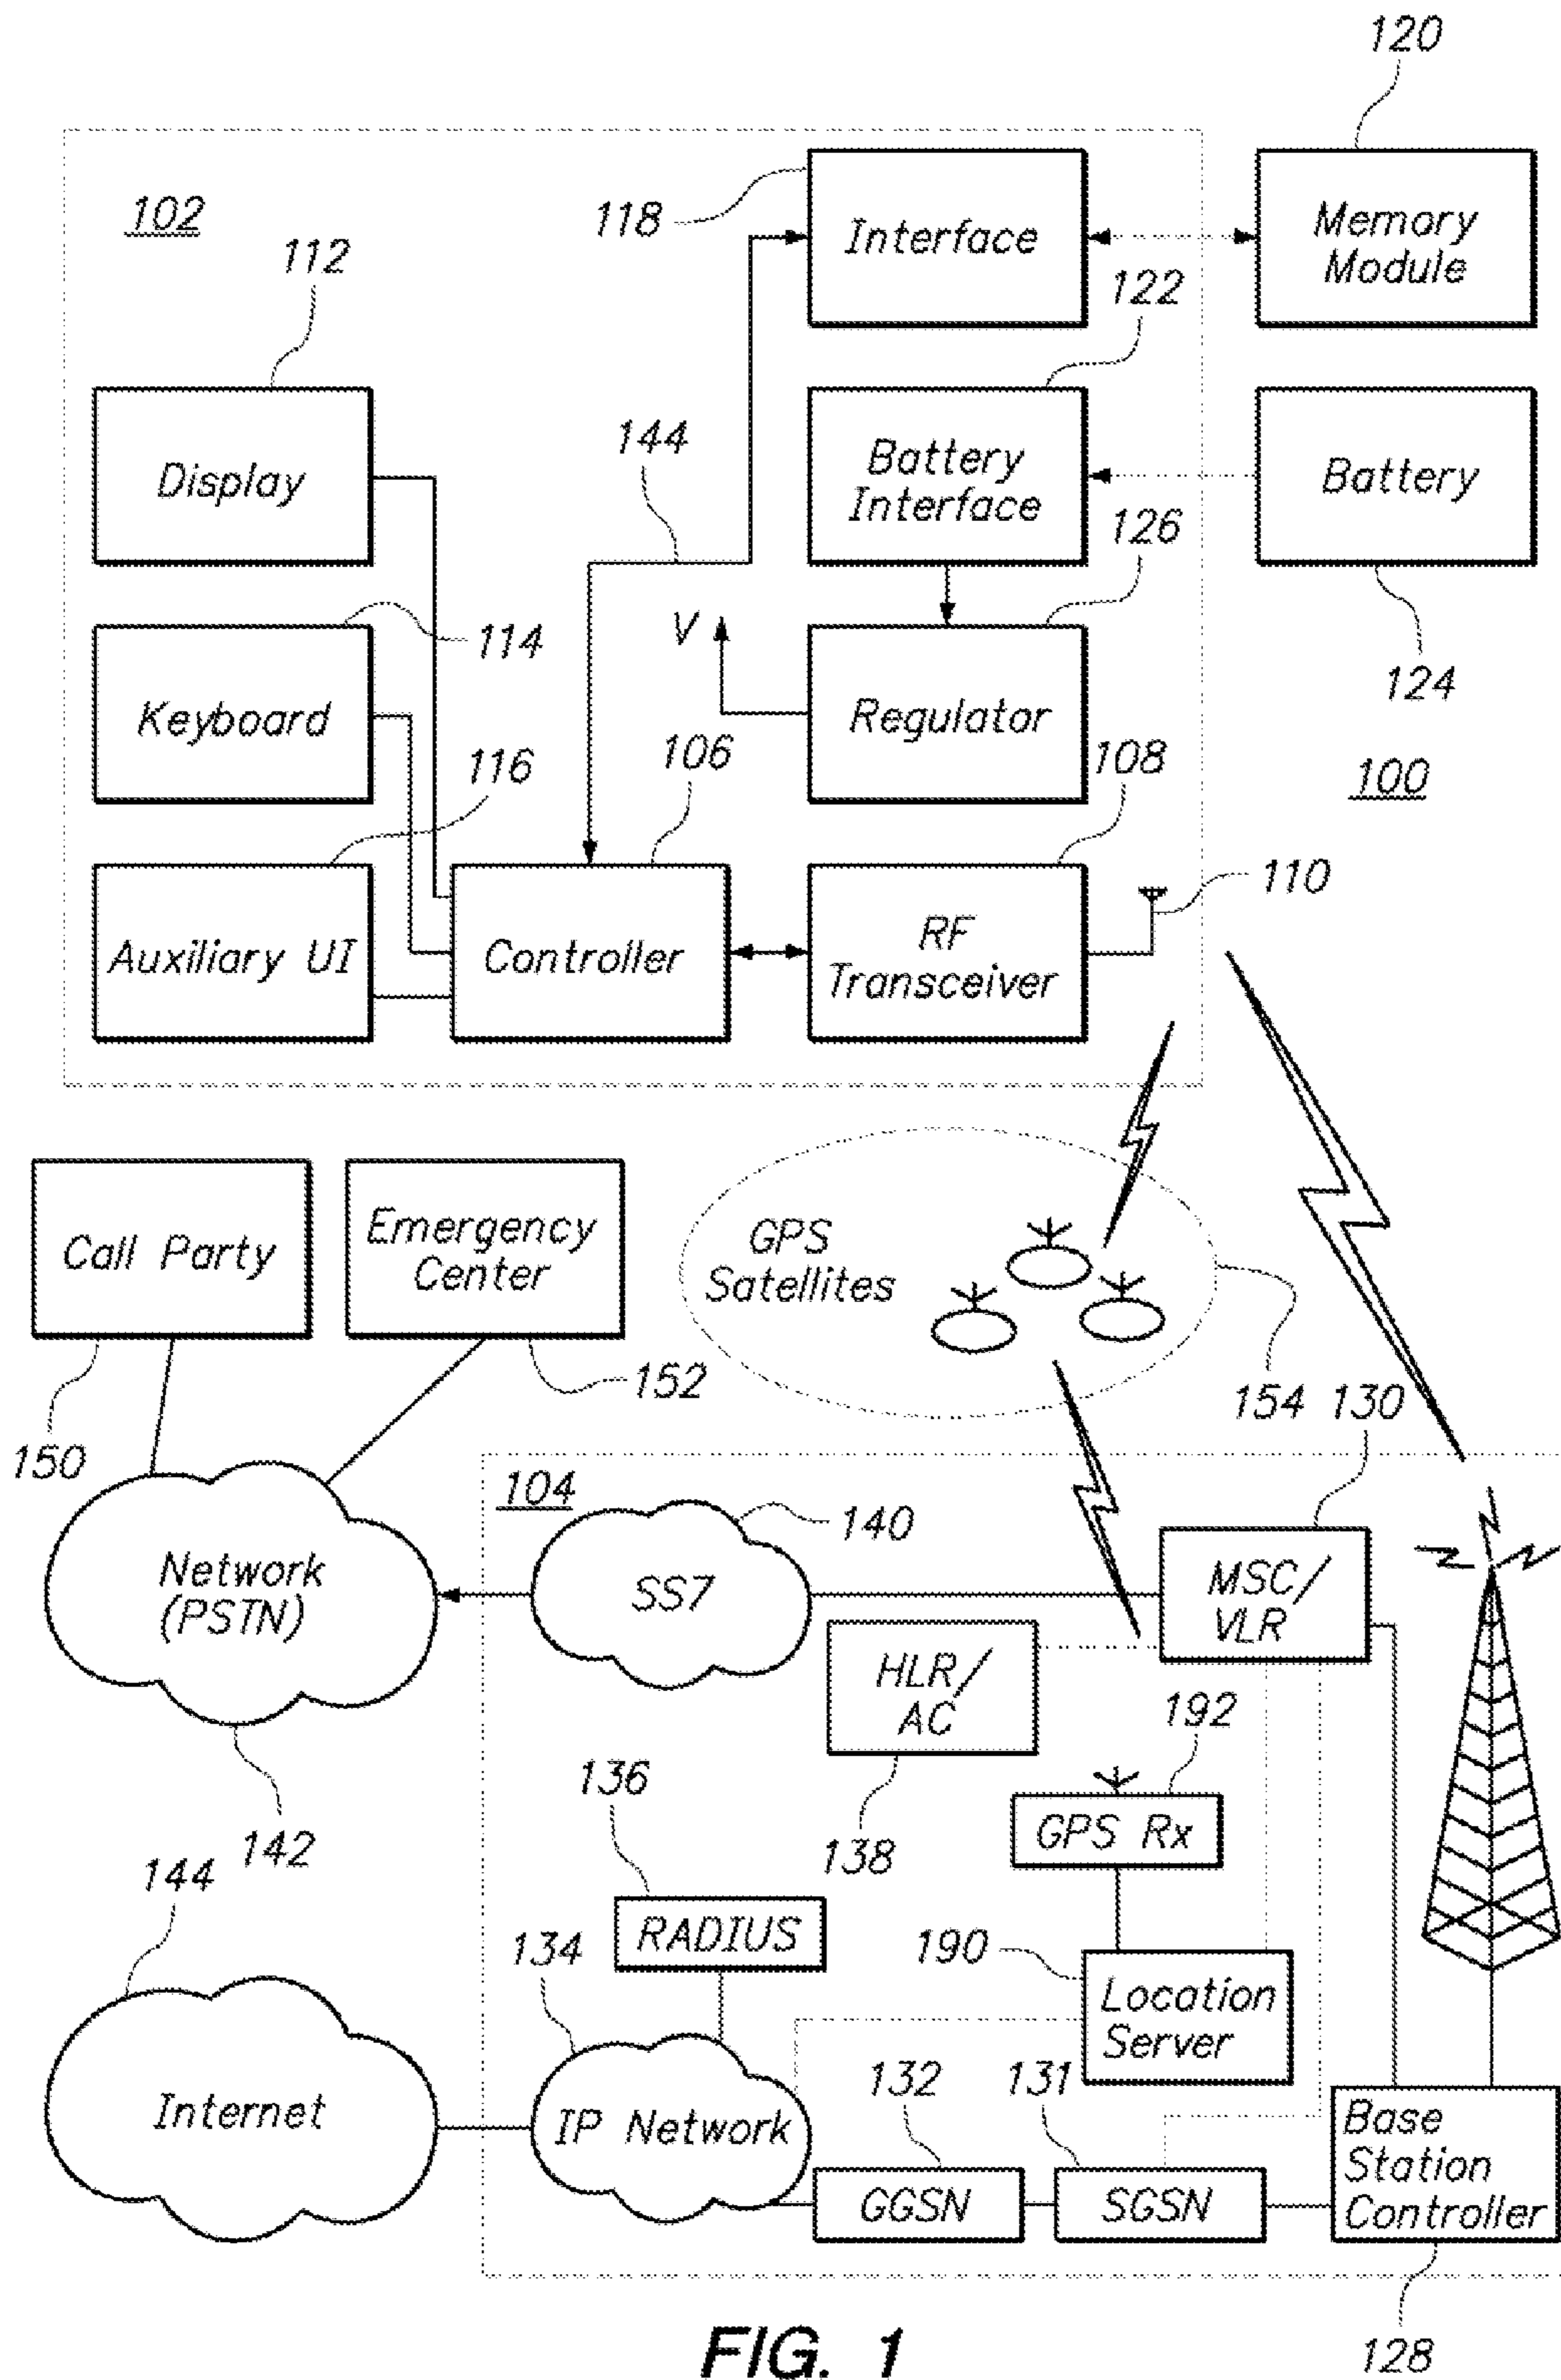 120
102
118
Interface
Memory
Module
112
122
Display
144
Battery
Interface
126
Battery
114
V
124
Keyboard
116
106
Regulator
108
100
110
Auxiliary UI
Controller
RF
Transceiver
Call Party
Emergency
Center
GPS
Satellites
150
152
154
130
104
140
Network
(PSTN)
SS7
MSC/
VLR
HLR/
AC
192
142
136
138
GPS Rx
144
134
RADIUS
190
Location
Server
Internet
IP Network
132
131
GGSN
SGSN
Base
Station
Controller
128
FIG. 1